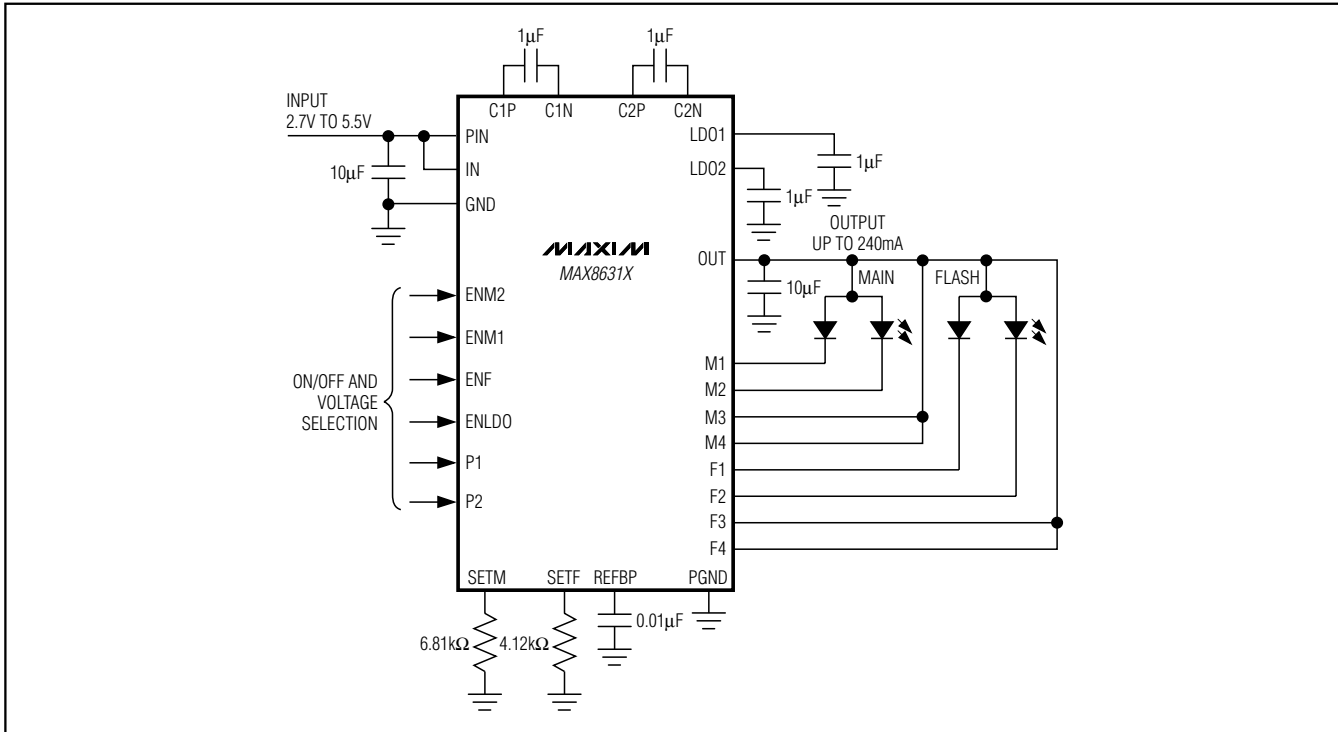 1μF
1μF
C1P
C1N
C2P
C2N
INPUT
2.7V TO 5.5V
PIN
IN
10μF
GND
LDO1
1μF
LDO2
1μF
OUTPUT
UP TO 240mA
MAXIM
MAX8631X
OUT
10μF
MAIN
FLASH
ON/OFF AND
VOLTAGE
SELECTION
ENM2
ENM1
ENF
ENLDO
P1
P2
M1
M2
M3
M4
F1
F2
F3
F4
SETM
SETF
REFBP
PGND
6.81kΩ
4.12kΩ
0.01μF